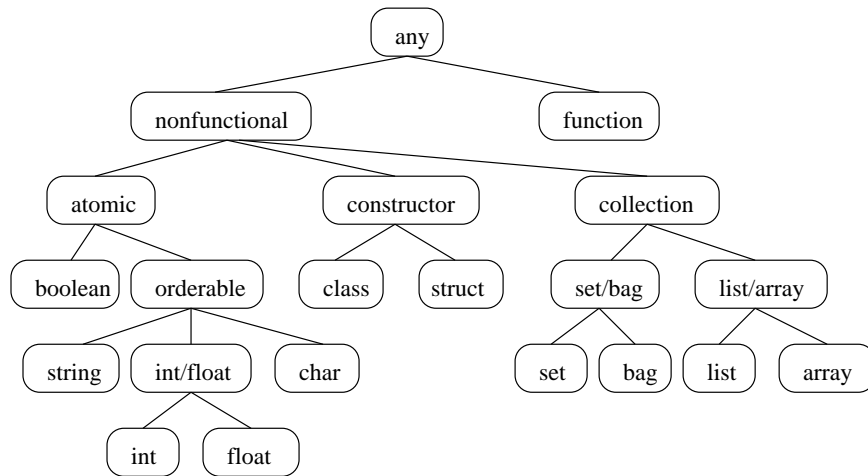 any
nonfunctional
function
atomic
constructor
collection
boolean
orderable
class
struct
set/bag
list/array
string
int/float
char
set
bag
list
array
int
float